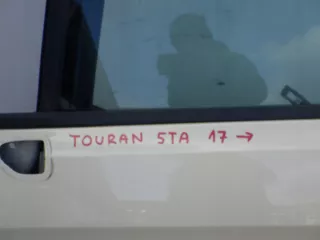 TOURAN 5TA 17 →